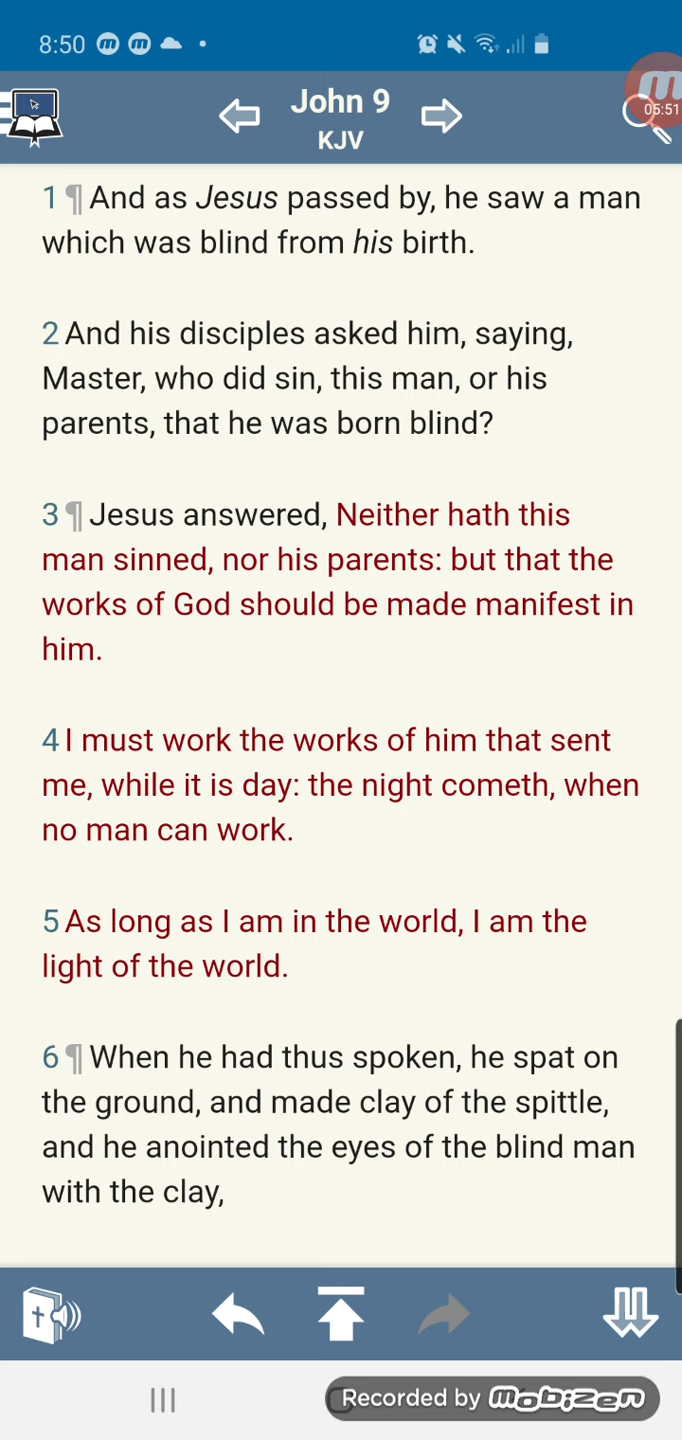 8:50
John 9
KJV
05:51
1 ¶ And as Jesus passed by, he saw a man
which was blind from his birth.
2 And his disciples asked him, saying,
Master, who did sin, this man, or his
parents, that he was born blind?
3 ¶ Jesus answered, Neither hath this
man sinned, nor his parents: but that the
works of God should be made manifest in
him.
4 I must work the works of him that sent
me, while it is day: the night cometh, when
no man can work.
5 As long as I am in the world, I am the
light of the world.
6 ¶ When he had thus spoken, he spat on
the ground, and made clay of the spittle,
and he anointed the eyes of the blind man
with the clay,
Recorded by mobizen